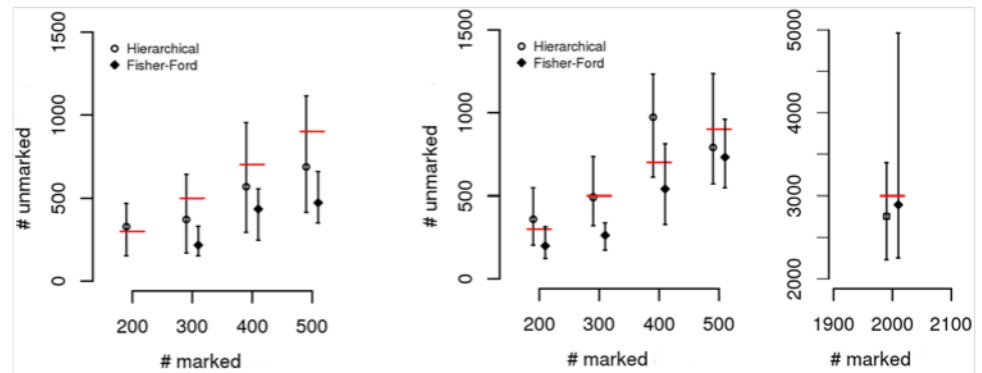 1500
1000
500
0
# unmarked
Hierarchical
Fisher-Ford
200 300 400 500
# marked
1500
1000
500
0
# unmarked
Hierarchical
Fisher-Ford
200 300 400 500
# marked
5000
4000
3000
2000
1900 2000 2100
# marked